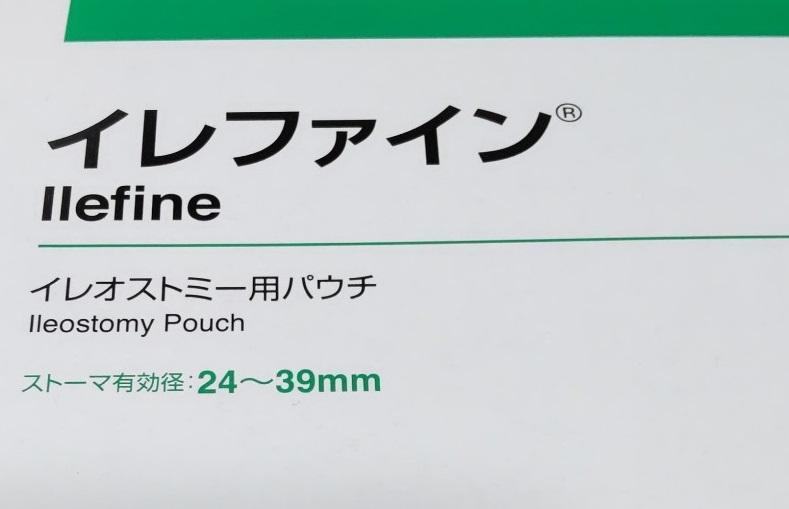 イレファイン®
Ilefine
イレオストミー用パウチ
Ileostomy Pouch
ストーマ有効径:24～39mm